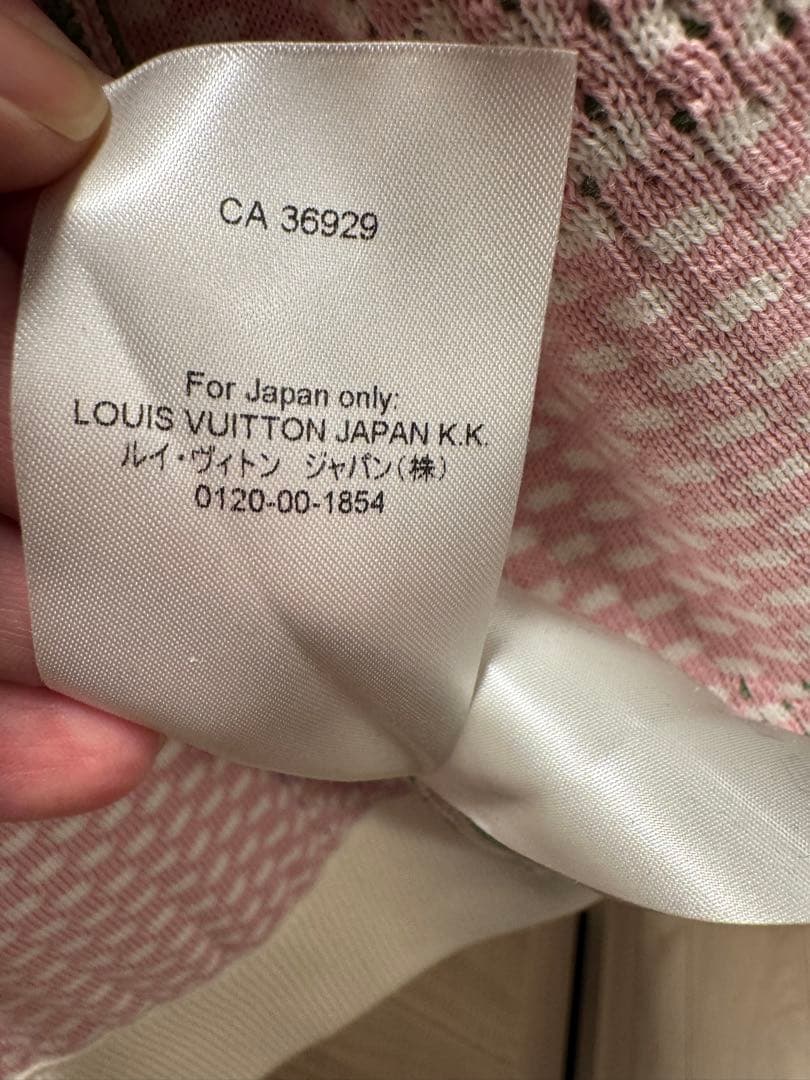 CA 36929
For Japan only:
LOUIS VUITTON JAPAN K.K.
ルイ・ヴィトン　ジャパン(株)
0120-00-1854